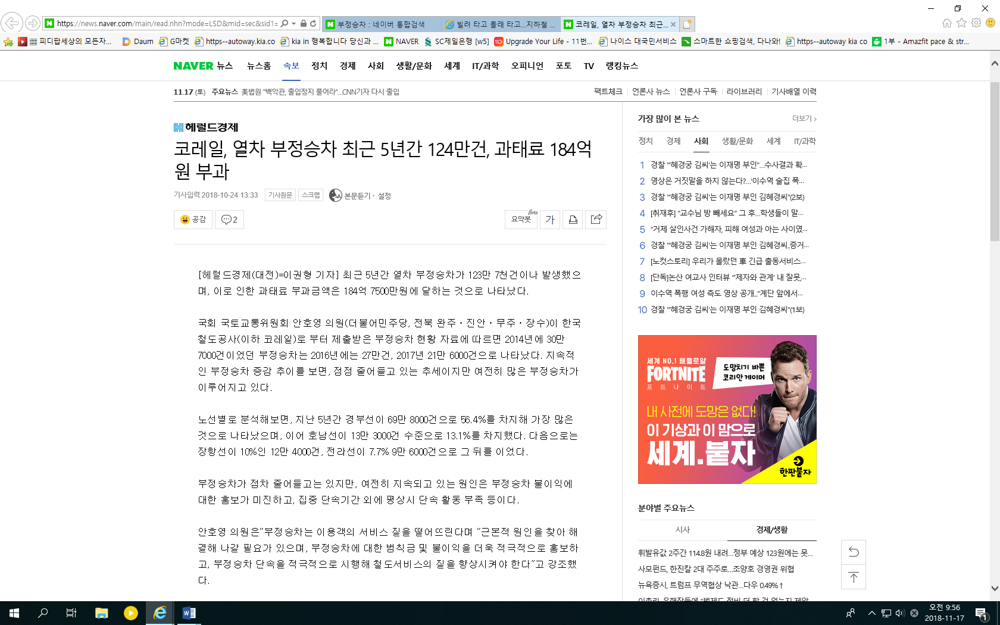 https://news.naver.com/main/read.nhn?mode=LSD&mid=sec&sid1=
부정승차 : 네이버 통합검색
빌려 타고 몰래 타고...지하철 ...
코레일, 열차 부정승차 최근...
피디팝세상의 모든자...
Daum
G마켓
https--autoway.kia.co
kia in 행복합니다 당신과 ...
NAVER
SC제일은행 [w5]
Upgrade Your Life - 11번...
나이스 대국민서비스
스마트한 쇼핑검색, 다나와!
https--autoway kia co
1부 - Amazfit pace & str...
NAVER 뉴스 뉴스홈 속보 정치 경제 사회 생활/문화 세계 IT/과학 오피니언 포토 TV 랭킹뉴스
11.17 (토) 주요뉴스 美법원 "백악관, 출입정지 풀어라"...CNN기자 다시 출입
팩트체크 언론사 뉴스 언론사 구독 라이브러리 기사배열 이력
헤럴드경제
코레일, 열차 부정승차 최근 5년간 124만건, 과태료 184억
원 부과
기사입력 2018-10-24 13:33 기사원문 스크랩 본문듣기 · 설정
공감 2
요약봇 Beta 가
[헤럴드경제(대전)=이권형 기자] 최근 5년간 열차 부정승차가 123만 7천건이나 발생했으
며, 이로 인한 과태료 부과금액은 184억 7500만원에 달하는 것으로 나타났다.
국회 국토교통위원회 안호영 의원(더불어민주당, 전북 완주·진안·무주·장수)이 한국
철도공사(이하 코레일)로 부터 제출받은 부정승차 현황 자료에 따르면 2014년에 30만
7000건이었던 부정승차는 2016년에는 27만건, 2017년 21만 6000건으로 나타났다. 지속적
인 부정승차 증감 추이를 보면, 점점 줄어들고 있는 추세이지만 여전히 많은 부정승차가
이루어지고 있다.
노선별로 분석해보면, 지난 5년간 경부선이 69만 8000건으로 56.4%를 차지해 가장 많은
것으로 나타났으며, 이어 호남선이 13만 3000건 수준으로 13.1%를 차지했다. 다음으로는
장항선이 10%인 12만 4000건, 전라선이 7.7% 9만 6000건으로 그 뒤를 이었다.
부정승차가 점차 줄어들고는 있지만, 여전히 지속되고 있는 원인은 부정승차 불이익에
대한 홍보가 미진하고, 집중 단속기간 외에 평상시 단속 활동 부족 등이다.
안호영 의원은“부정승차는 이용객의 서비스 질을 떨어뜨린다며 “근본적 원인을 찾아 해
결해 나갈 필요가 있으며, 부정승차에 대한 범칙금 및 불이익을 더욱 적극적으로 홍보하
고, 부정승차 단속을 적극적으로 시행해 철도서비스의 질을 향상시켜야 한다”고 강조했
다.
가장 많이 본 뉴스 더보기
정치 경제 사회 생활/문화 세계 IT/과학
1 경찰 "'혜경궁 김씨'는 이재명 부인"...수사결과 확...
2 영상은 거짓말을 하지 않는다?...'이수역 술집 폭...
3 경찰 "'혜경궁 김씨'는 이재명 부인 김혜경씨"(2보)
4 [취재후] “교수님 방 빼세요” 그 후...학생들이 말...
5 “거제 살인사건 가해자, 피해 여성과 아는 사이였...
6 경찰 "'혜경궁 김씨'는 이재명 부인 김혜경씨..증거...
7 [노컷스토리] 우리가 몰랐던 車 긴급 출동서비스...
8 [단독]논산 여교사 인터뷰 “'제자와 관계' 내 잘못,...
9 이수역 폭행 여성 측도 영상 공개..."계단 앞에서...
10 경찰 "'혜경궁 김씨'는 이재명 부인 김혜경씨"(1보)
세계 NO.1 배틀로얄
FORTNITE
포트나이트
도망치기 바쁜
코리안 게이머
내 사전에 도망은 없다!
이 기상과 이 맘으로
세계.붙자
한판붙자
분야별 주요뉴스
시사 경제/생활
휘발유값 2주간 114.8원 내려...정부 예상 123원에는 못...
사모펀드, 한진칼 2대 주주로...조양호 경영권 위협
뉴욕증시, 트럼프 무역협상 낙관...다우 0.49%↑
오전 9:56
2018-11-17
1